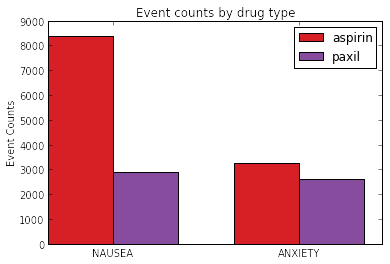 Event counts by drug type
aspirin
paxil
Event Counts
9000
8000
7000
6000
5000
4000
3000
2000
1000
0
NAUSEA
ANXIETY